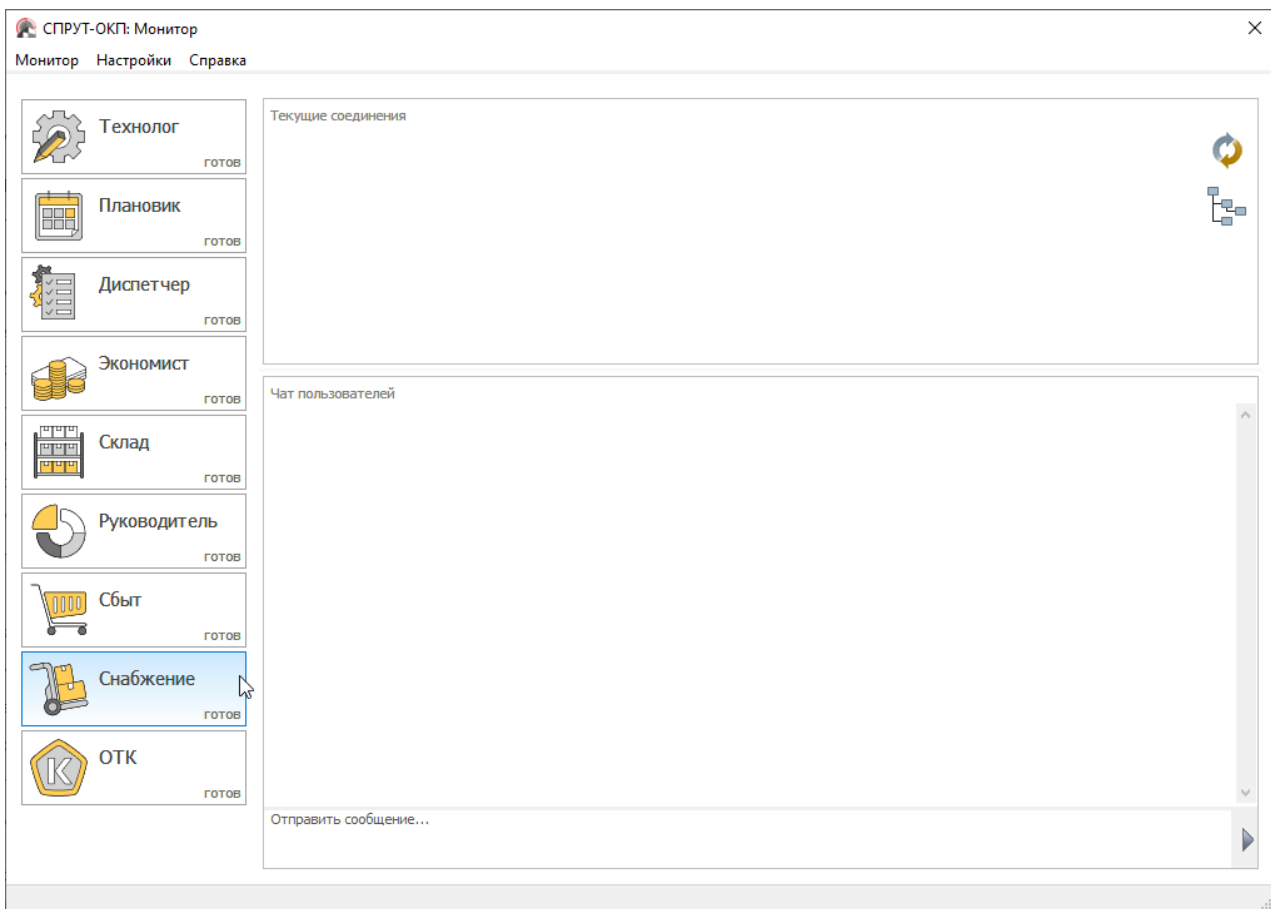 СПРУТ-ОКП: Монитор
Монитор Настройки Справка
Технолог
готов
Плановик
готов
Диспетчер
готов
Экономист
готов
Склад
готов
Руководитель
готов
Сбыт
готов
Снабжение
готов
К
ОТК
готов
Текущие соединения
Чат пользователей
Отправить сообщение...